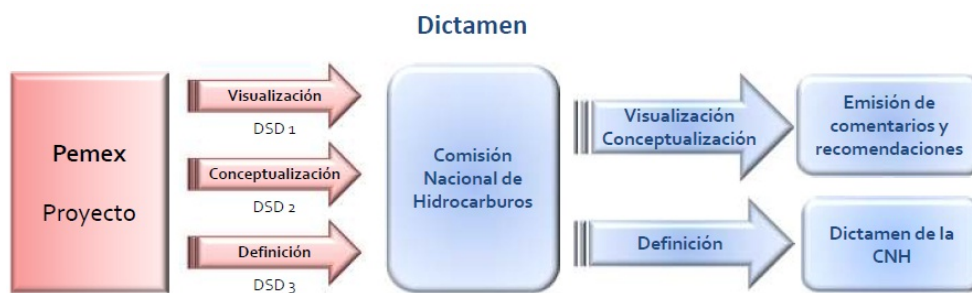 Dictamen
Pemex
Proyecto
Visualización
DSD 1
Conceptualización
DSD 2
Definición
DSD 3
Comisión
Nacional de
Hidrocarburos
Visualización
Conceptualización
Definición
Emisión de
comentarios y
recomendaciones
Dictamen de la
CNH